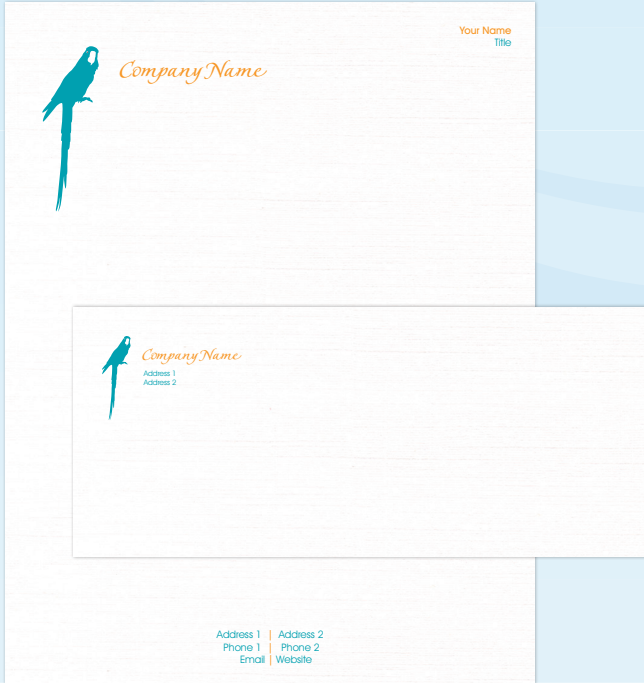 Your Name
Title
Company Name
Company Name
Address 1
Address 2
Address 1 | Address 2
Phone 1 | Phone 2
Email | Website